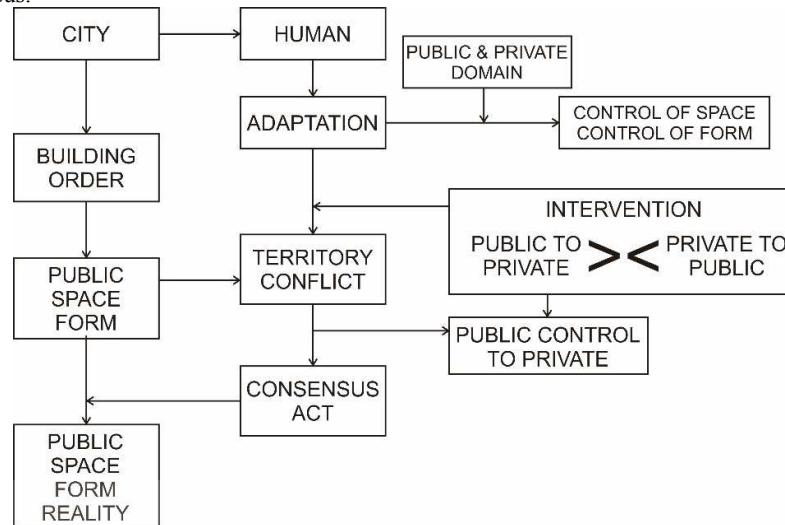 CITY
HUMAN
PUBLIC & PRIVATE
DOMAIN
ADAPTATION
CONTROL OF SPACE
CONTROL OF FORM
BUILDING
ORDER
INTERVENTION
PUBLIC TO
PRIVATE
> <
PRIVATE TO
PUBLIC
TERRITORY
CONFLICT
PUBLIC
SPACE
FORM
PUBLIC CONTROL
TO PRIVATE
CONSENSUS
ACT
PUBLIC
SPACE
FORM
REALITY